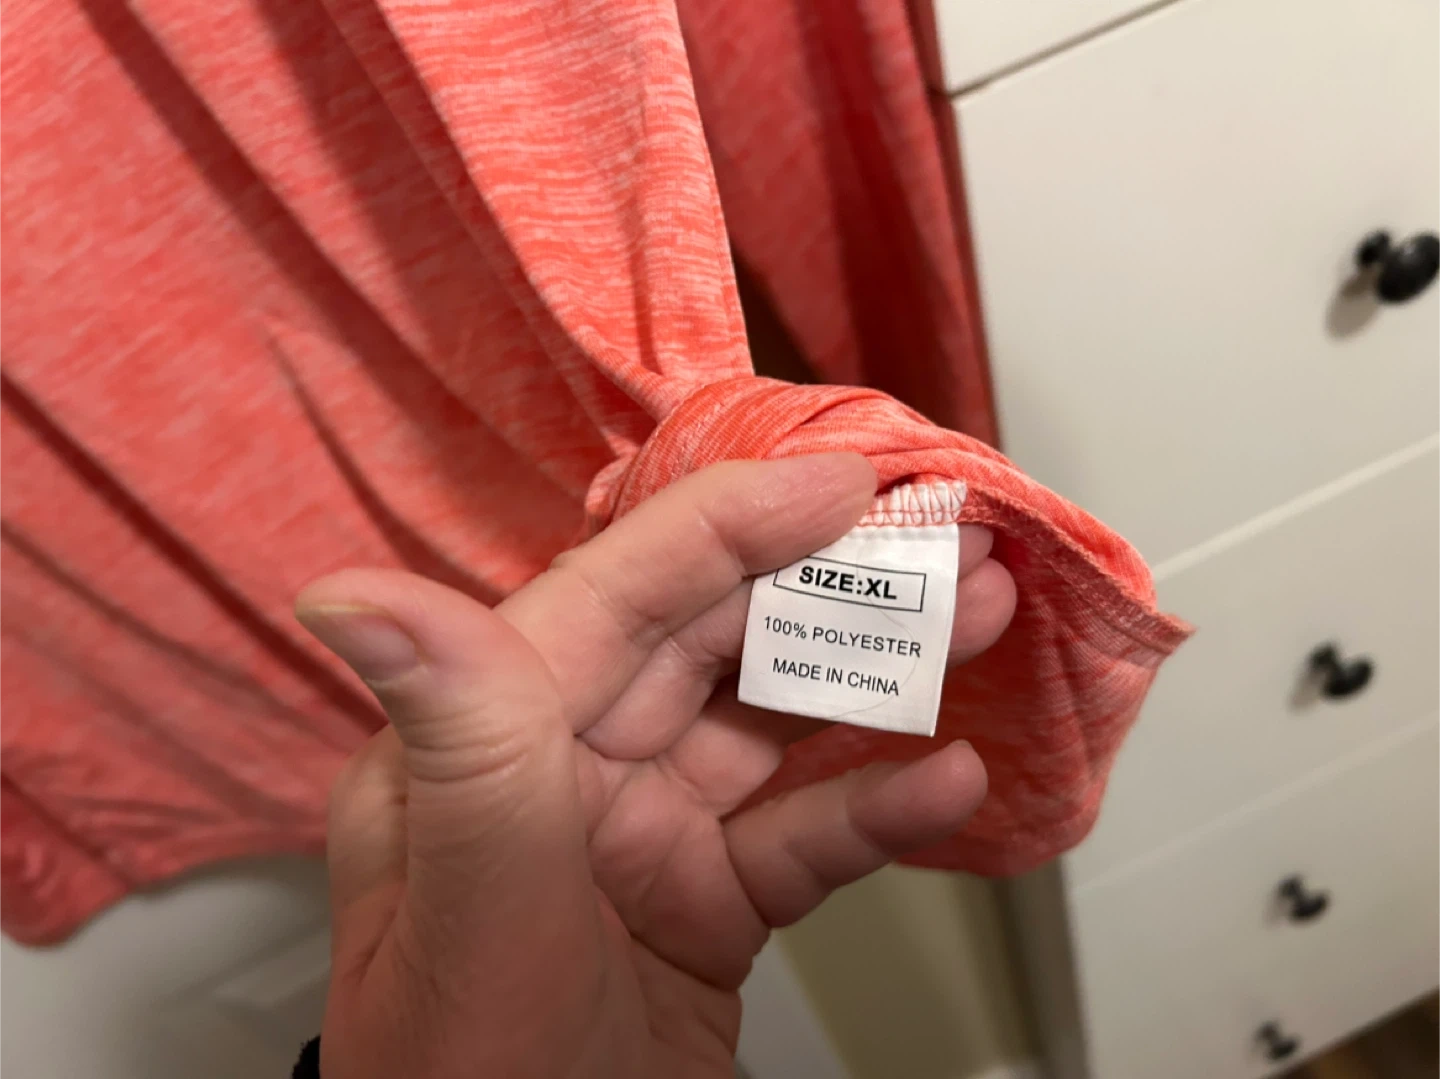 SIZE:XL
100% POLYESTER
MADE IN CHINA